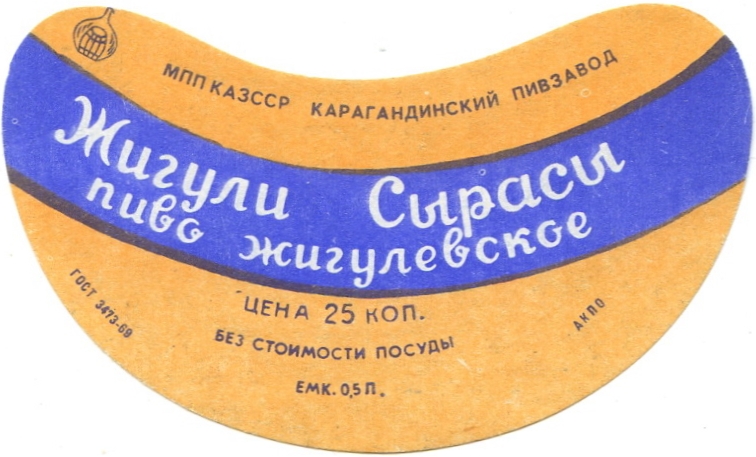 МПП КАЗССР КАРАГАНДИНСКИЙ ПИВЗАВОД
Жигули Сырасы
пиво жигулевское
ГОСТ 3473-69
ЦЕНА 25 КОП.
БЕЗ СТОИМОСТИ ПОСУДЫ
ЕМК. 0,5 Л.
АКПО